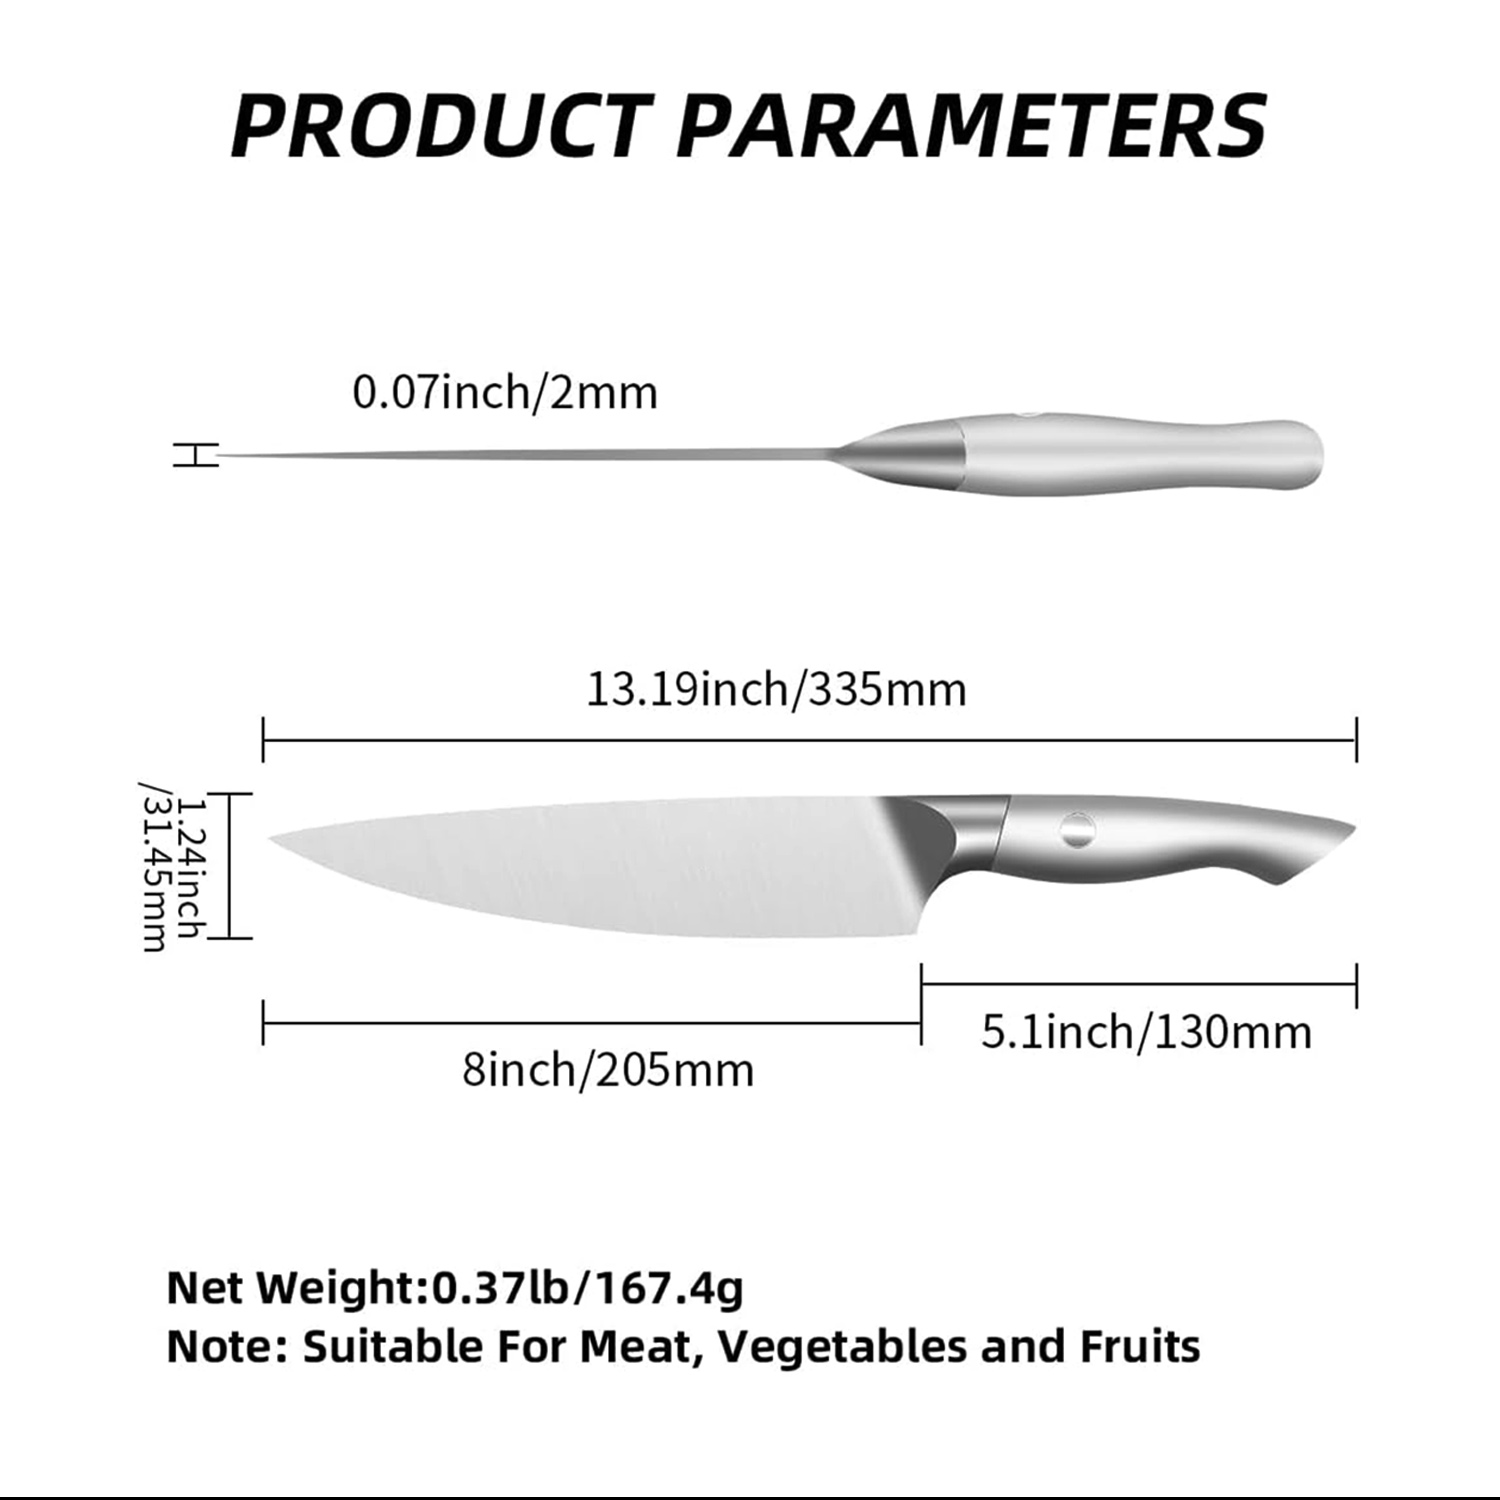 PRODUCT PARAMETERS
0.07inch/2mm
13.19inch/335mm
1.24inch
/31.45mm
5.1inch/130mm
8inch/205mm
Net Weight:0.37lb/167.4g
Note: Suitable For Meat, Vegetables and Fruits